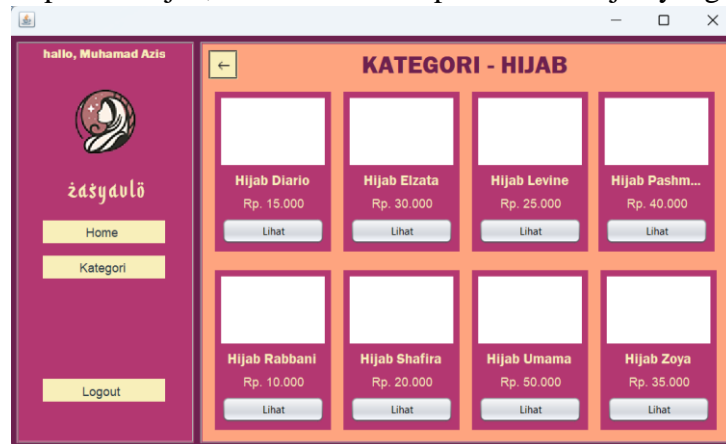 hallo, Muhamad Azis
Home
Kategori
Logout
←
KATEGORI - HIJAB
Hijab Diario
Rp. 15.000
Lihat
Hijab Elzata
Rp. 30.000
Lihat
Hijab Levine
Rp. 25.000
Lihat
Hijab Pashm...
Rp. 40.000
Lihat
Hijab Rabbani
Rp. 10.000
Lihat
Hijab Shafira
Rp. 20.000
Lihat
Hijab Umama
Rp. 50.000
Lihat
Hijab Zoya
Rp. 35.000
Lihat